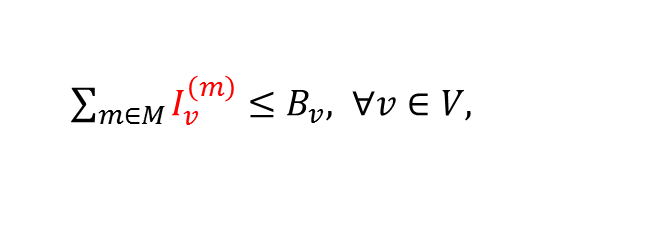 ∑_{m∈M} I_v^{(m)} ≤ B_v, ∀v ∈ V,